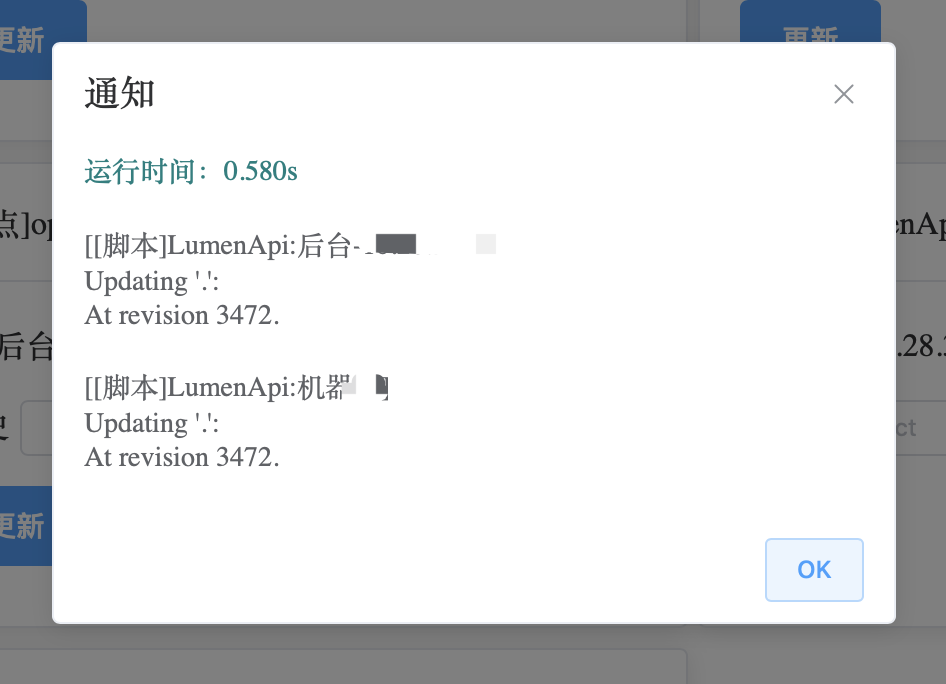 更新
更新
通知
运行时间：0.580s
点]op
enAp
[[脚本]LumenApi:后台-
Updating '.':
At revision 3472.
后台
.28.
[[脚本]LumenApi:机器
Updating '.':
At revision 3472.
ct
更新
OK